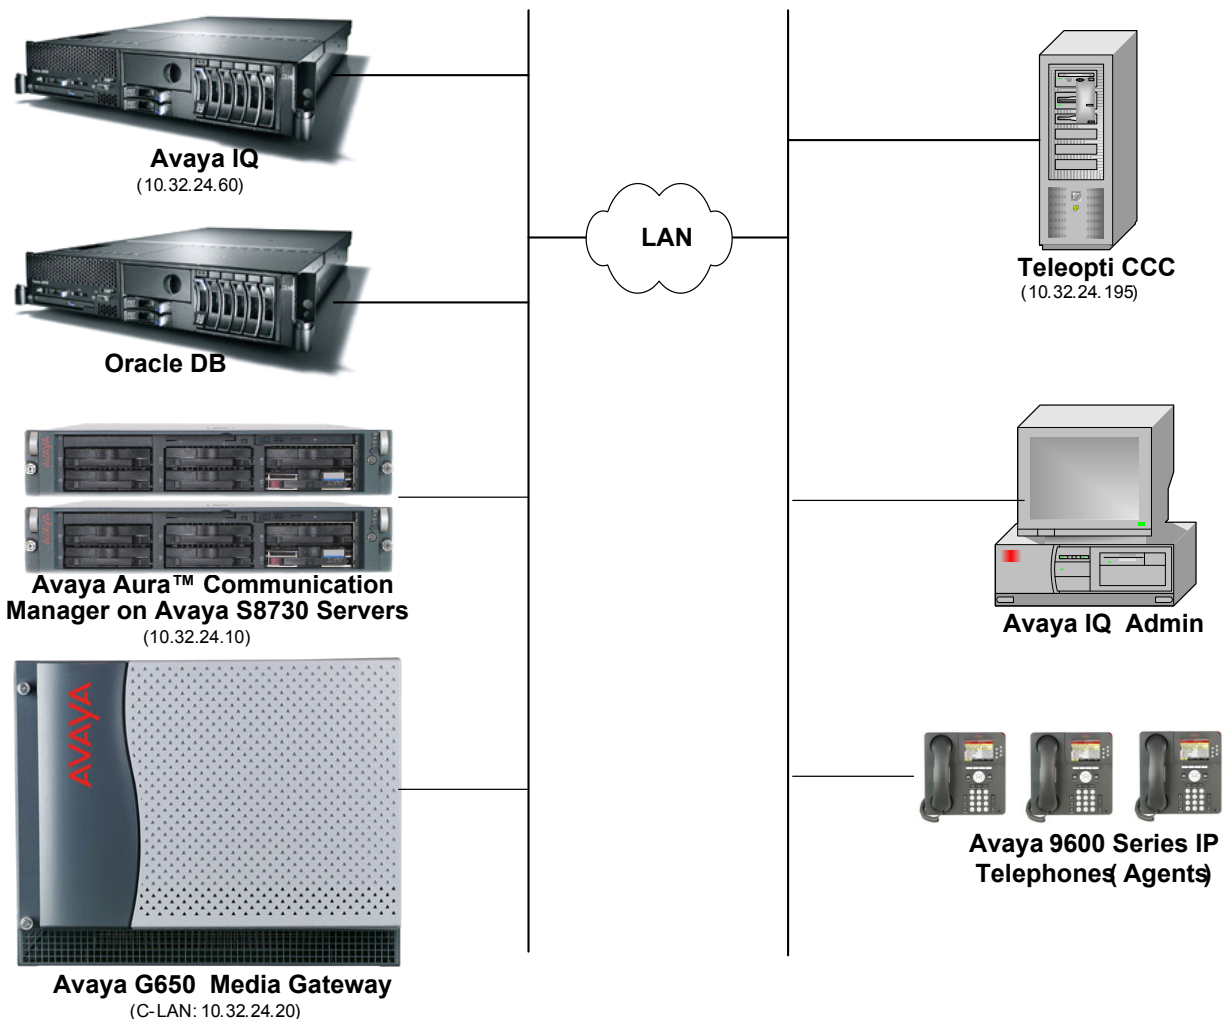 Avaya IQ
(10.32.24.60)
Oracle DB
AVAYA
AVAYA
Avaya Aura™ Communication
Manager on Avaya S8730 Servers
(10.32.24.10)
AVAYA
Avaya G650 Media Gateway
(C-LAN: 10.32.24.20)
LAN
Teleopti CCC
(10.32.24.195)
Avaya IQ Admin
Avaya 9600 Series IP
Telephones( Agents)